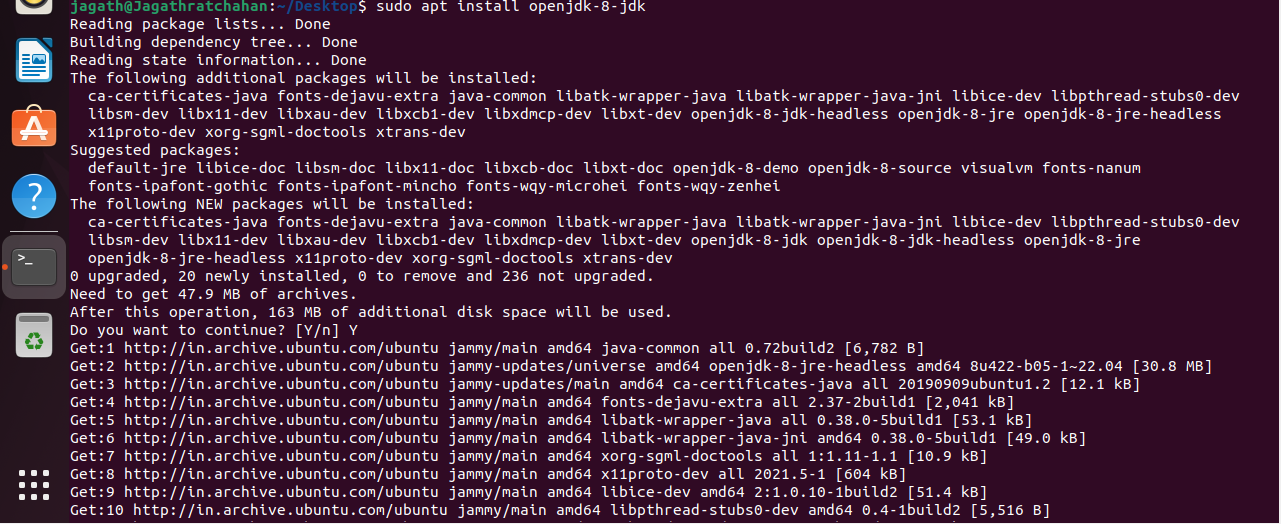 jagath@Jagathratchahan:~/Desktop$ sudo apt install openjdk-8-jdk
Reading package lists... Done
Building dependency tree... Done
Reading state information... Done
The following additional packages will be installed:
  ca-certificates-java fonts-dejavu-extra java-common libatk-wrapper-java libatk-wrapper-java-jni libice-dev libpthread-stubs0-dev
  libsm-dev libx11-dev libxau-dev libxcb1-dev libxdmcp-dev libxt-dev openjdk-8-jdk-headless openjdk-8-jre openjdk-8-jre-headless
  x11proto-dev xorg-sgml-doctools xtrans-dev
Suggested packages:
  default-jre libice-doc libsm-doc libx11-doc libxcb-doc libxt-doc openjdk-8-demo openjdk-8-source visualvm fonts-nanum
  fonts-ipafont-gothic fonts-ipafont-mincho fonts-wqy-microhei fonts-wqy-zenhei
The following NEW packages will be installed:
  ca-certificates-java fonts-dejavu-extra java-common libatk-wrapper-java libatk-wrapper-java-jni libice-dev libpthread-stubs0-dev
  libsm-dev libx11-dev libxau-dev libxcb1-dev libxdmcp-dev libxt-dev openjdk-8-jdk openjdk-8-jdk-headless openjdk-8-jre
  openjdk-8-jre-headless x11proto-dev xorg-sgml-doctools xtrans-dev
0 upgraded, 20 newly installed, 0 to remove and 236 not upgraded.
Need to get 47.9 MB of archives.
After this operation, 163 MB of additional disk space will be used.
Do you want to continue? [Y/n] Y
Get:1 http://in.archive.ubuntu.com/ubuntu jammy/main amd64 java-common all 0.72build2 [6,782 B]
Get:2 http://in.archive.ubuntu.com/ubuntu jammy-updates/universe amd64 openjdk-8-jre-headless amd64 8u422-b05-1~22.04 [30.8 MB]
Get:3 http://in.archive.ubuntu.com/ubuntu jammy-updates/main amd64 ca-certificates-java all 20190909ubuntu1.2 [12.1 kB]
Get:4 http://in.archive.ubuntu.com/ubuntu jammy/main amd64 fonts-dejavu-extra all 2.37-2build1 [2,041 kB]
Get:5 http://in.archive.ubuntu.com/ubuntu jammy/main amd64 libatk-wrapper-java all 0.38.0-5build1 [53.1 kB]
Get:6 http://in.archive.ubuntu.com/ubuntu jammy/main amd64 libatk-wrapper-java-jni amd64 0.38.0-5build1 [49.0 kB]
Get:7 http://in.archive.ubuntu.com/ubuntu jammy/main amd64 xorg-sgml-doctools all 1:1.11-1.1 [10.9 kB]
Get:8 http://in.archive.ubuntu.com/ubuntu jammy/main amd64 x11proto-dev all 2021.5-1 [604 kB]
Get:9 http://in.archive.ubuntu.com/ubuntu jammy/main amd64 libice-dev amd64 2:1.0.10-1build2 [51.4 kB]
Get:10 http://in.archive.ubuntu.com/ubuntu jammy/main amd64 libpthread-stubs0-dev amd64 0.4-1build2 [5,516 B]